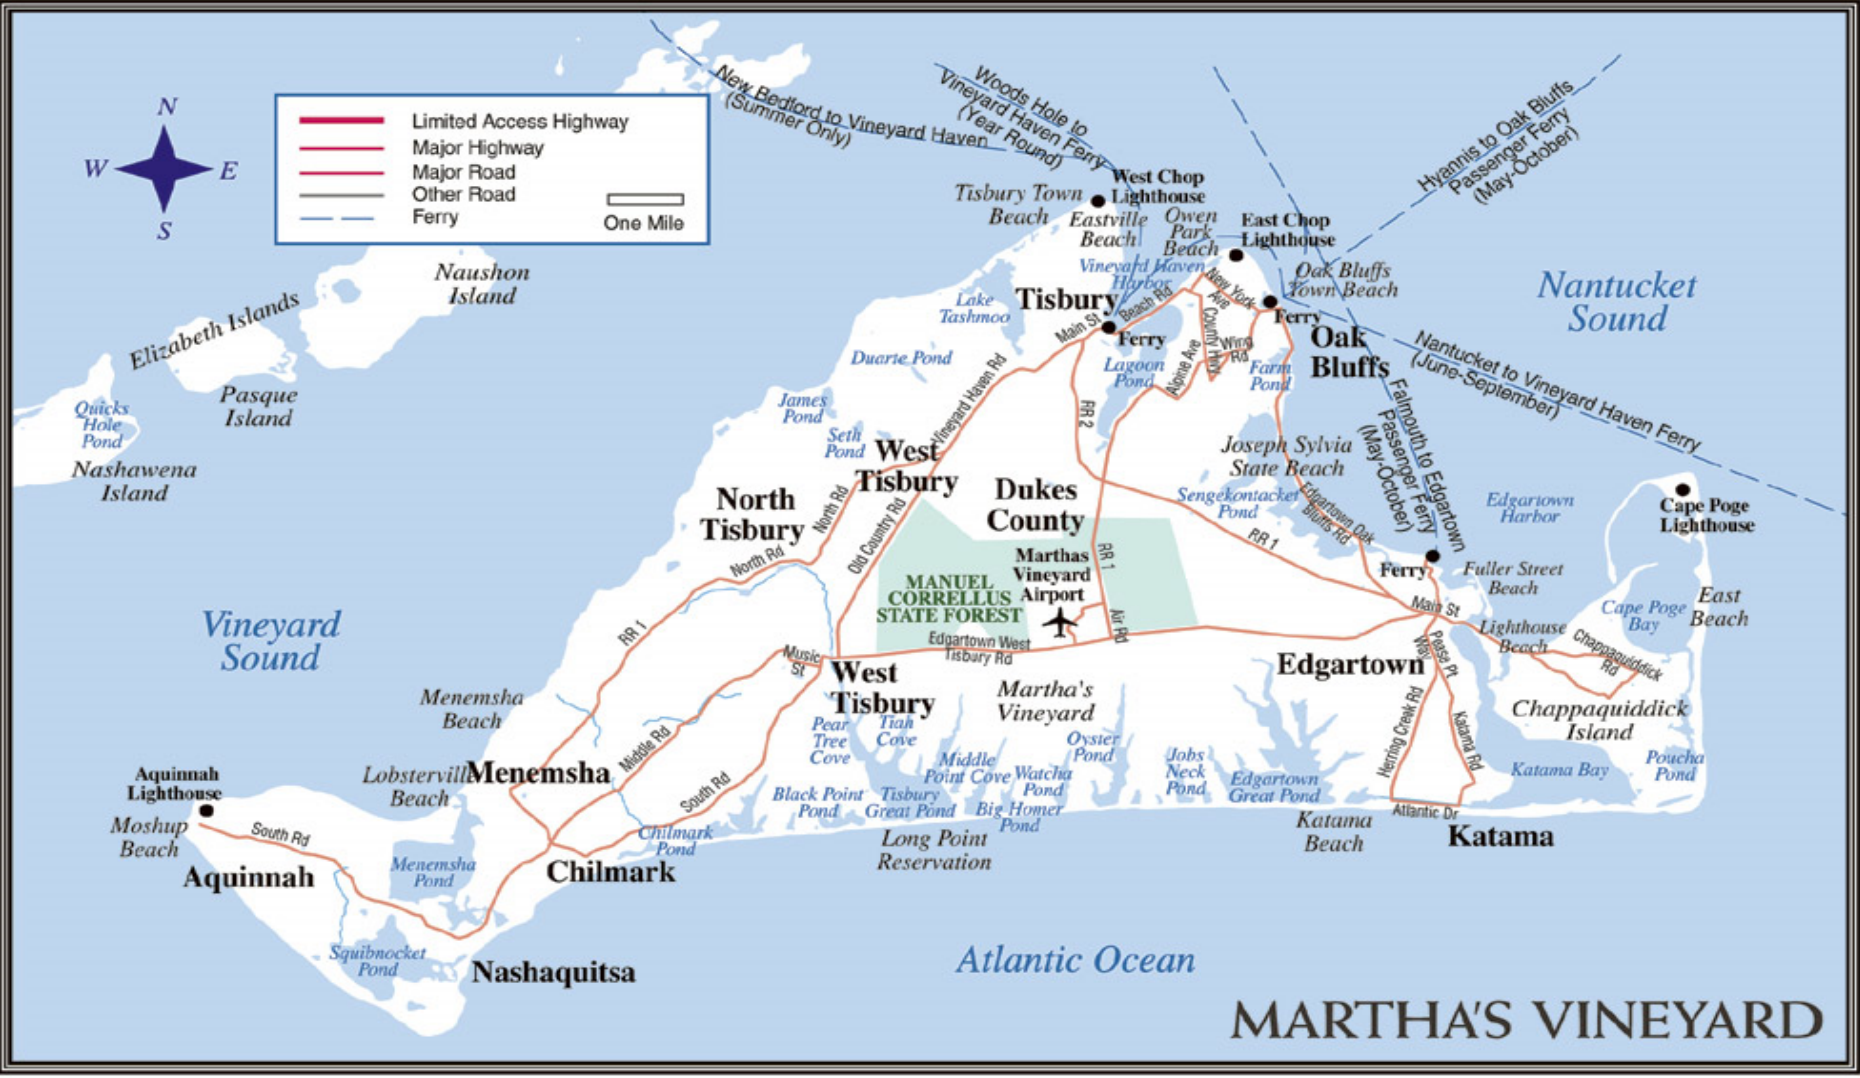 New Bedford to Vineyard Haven
(Summer Only)
Woods Hole to
Vineyard Haven Ferry
(Year Round)
Hyannis to Oak Bluffs
Passenger Ferry
(May-October)
N
W
E
S
Limited Access Highway
Major Highway
Major Road
Other Road
Ferry
One Mile
West Chop
Lighthouse
Tisbury Town
Beach
Eastville
Beach
Owen
Park
Beach
East Chop
Lighthouse
Vineyard Haven
Harbor
Oak Bluffs
Town Beach
Naushon
Island
Elizabeth Islands
Pasque
Island
Quicks
Hole
Pond
Nashawena
Island
Lake
Tashmoo
Tisbury
Main St
Beach Rd
Ferry
New York
Ave
County Hwy
Wing
Rd
Alpine Ave
Ferry
Oak
Bluffs
Nantucket
Sound
Nantucket to Vineyard Haven Ferry
(June-September)
Falmouth to Edgartown
Passenger Ferry
(May-October)
Duarte Pond
Lagoon
Pond
Farm
Pond
James
Pond
Seth
Pond
Vineyard Haven Rd
RR 2
West
Tisbury
Joseph Sylvia
State Beach
North
Tisbury
North Rd
Old Country Rd
Dukes
County
Sengekontacket
Pond
Edgartown Oak
Bluffs Rd
Edgartown
Harbor
Cape Poge
Lighthouse
North Rd
RR 1
RR 1
Marthas
Vineyard
Airport
MANUEL
CORRELLUS
STATE FOREST
Ferry
Fuller Street
Beach
Main St
Cape Poge
Bay
East
Beach
Vineyard
Sound
RR 1
Air Rd
Edgartown West
Tisbury Rd
Lighthouse
Beach
Chappaquiddick
Rd
Music
St
West
Tisbury
Edgartown
Pease Pt
Way
Menemsha
Beach
Martha's
Vineyard
Herring Creek Rd
Katama Rd
Chappaquiddick
Island
Pear
Tree
Cove
Tiah
Cove
Middle
Point Cove
Watcha
Pond
Oyster
Pond
Jobs
Neck
Pond
Edgartown
Great Pond
Katama Bay
Poucha
Pond
Middle Rd
South Rd
Aquinnah
Lighthouse
Lobsterville
Beach
Menemsha
Black Point
Pond
Tisbury
Great Pond
Big Homer
Pond
Atlantic Dr
Moshup
Beach
South Rd
Chilmark
Pond
Long Point
Reservation
Katama
Beach
Katama
Aquinnah
Menemsha
Pond
Chilmark
Squibnocket
Pond
Nashaquitsa
Atlantic Ocean
MARTHA'S VINEYARD